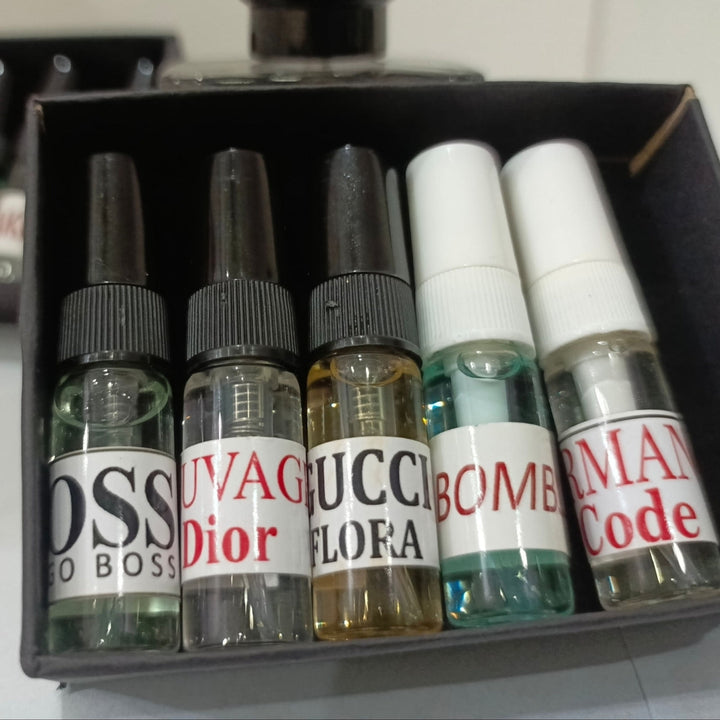 OSS
GO BOSS
UVAG
Dior
GUCCI
FLORA
BOMB
RMAN
Code